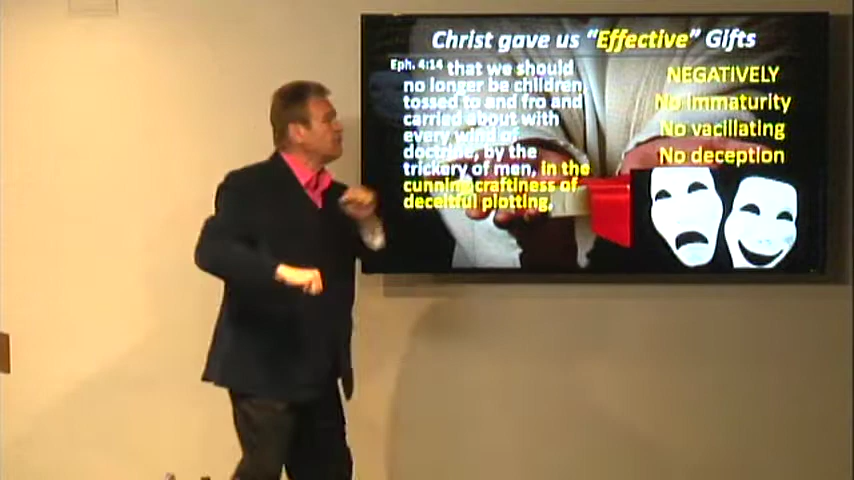 Christ gave us "Effective" Gifts
Eph. 4:14 that we should
no longer be children,
tossed to and fro and
carried about with
every wind of
doctrine, by the
trickery of men, in the
cunning craftiness of
deceitful plotting,
NEGATIVELY
No immaturity
No vacillating
No deception